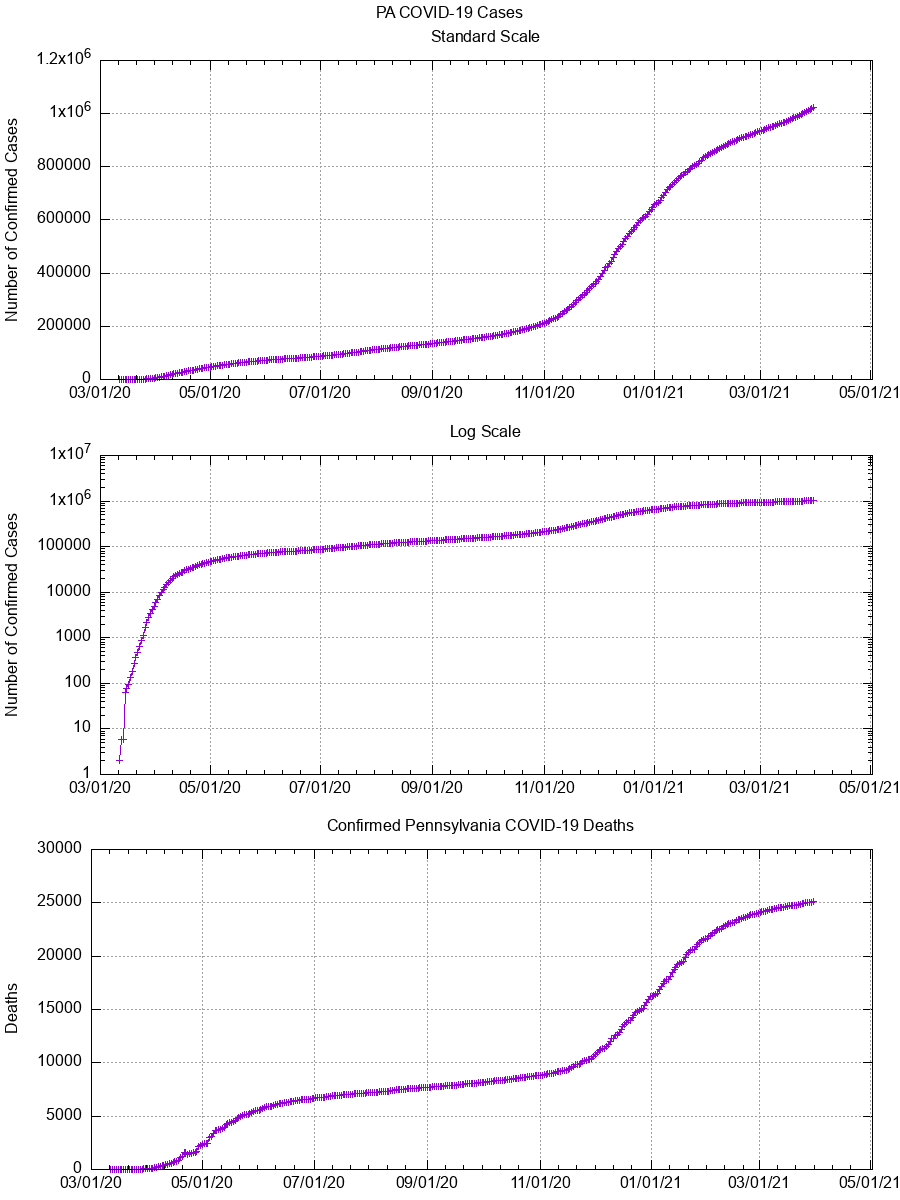 PA COVID-19 Cases
Standard Scale
1.2x10^6
1x10^6
800000
600000
400000
200000
0
Number of Confirmed Cases
03/01/20 05/01/20 07/01/20 09/01/20 11/01/20 01/01/21 03/01/21 05/01/21
Log Scale
1x10^7
1x10^6
100000
10000
1000
100
10
1
Number of Confirmed Cases
03/01/20 05/01/20 07/01/20 09/01/20 11/01/20 01/01/21 03/01/21 05/01/21
Confirmed Pennsylvania COVID-19 Deaths
30000
25000
20000
15000
10000
5000
0
Deaths
03/01/20 05/01/20 07/01/20 09/01/20 11/01/20 01/01/21 03/01/21 05/01/21